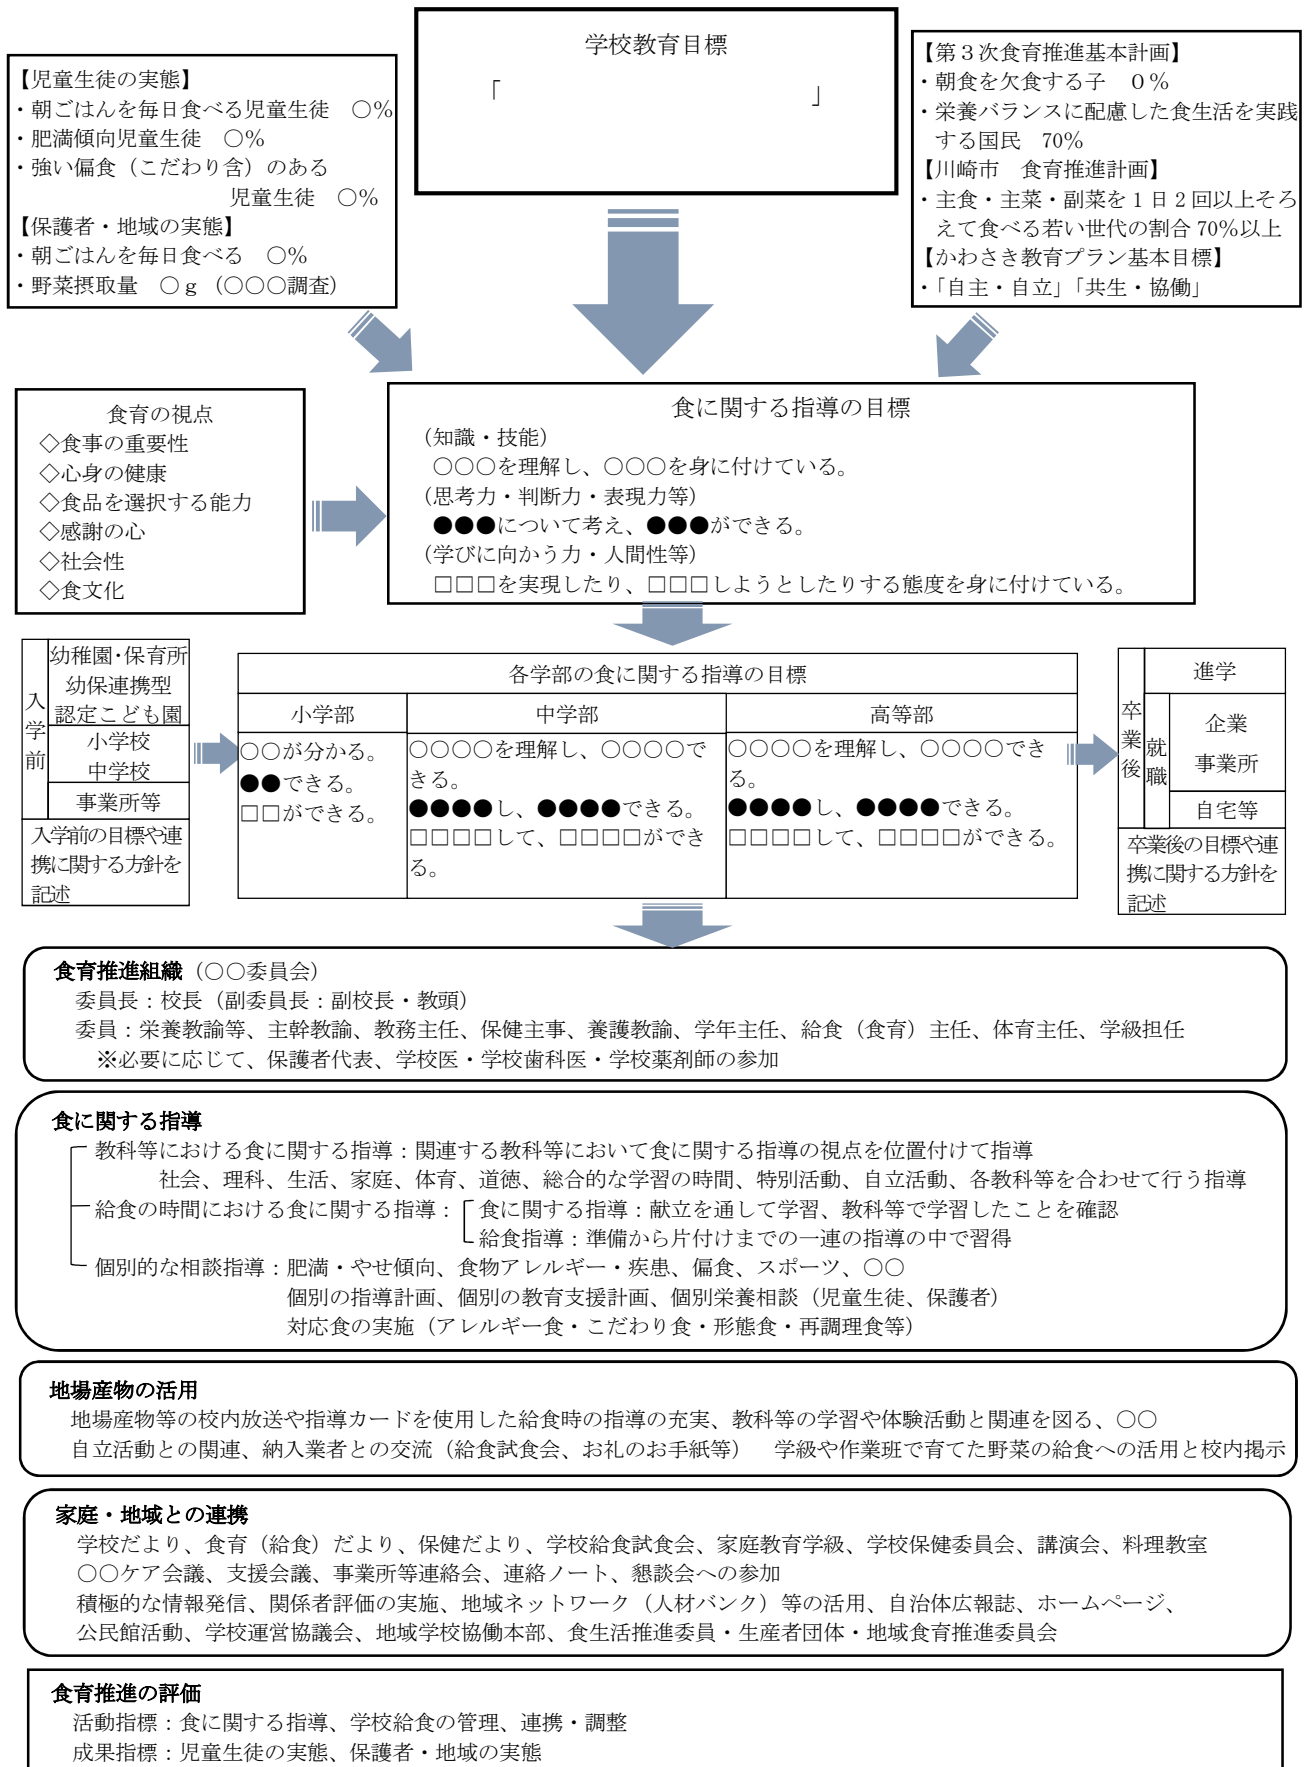 学校教育目標
「　　　　　　　　　　　　　　　」
【児童生徒の実態】
・朝ごはんを毎日食べる児童生徒　○%
・肥満傾向児童生徒　○%
・強い偏食（こだわり含）のある
児童生徒　○%
【保護者・地域の実態】
・朝ごはんを毎日食べる　○%
・野菜摂取量　○ｇ（○○○調査）
【第３次食育推進基本計画】
・朝食を欠食する子　０%
・栄養バランスに配慮した食生活を実践
する国民　70%
【川崎市　食育推進計画】
・主食・主菜・副菜を１日２回以上そろ
えて食べる若い世代の割合 70%以上
【かわさき教育プラン基本目標】
・「自主・自立」「共生・協働」
食育の視点
◇食事の重要性
◇心身の健康
◇食品を選択する能力
◇感謝の心
◇社会性
◇食文化
食に関する指導の目標
（知識・技能）
○○○を理解し、○○○を身に付けている。
（思考力・判断力・表現力等）
●●●について考え、●●●ができる。
（学びに向かう力・人間性等）
□□□を実現したり、□□□しようとしたりする態度を身に付けている。
入学前
幼稚園・保育所
幼保連携型
認定こども園
小学校
中学校
事業所等
入学前の目標や連
携に関する方針を
記述
各学部の食に関する指導の目標
小学部
○○が分かる。
●●できる。
□□ができる。
中学部
○○○○を理解し、○○○○で
きる。
●●●●し、●●●●できる。
□□□□して、□□□□ができ
る。
高等部
○○○○を理解し、○○○○でき
る。
●●●●し、●●●●できる。
□□□□して、□□□□ができる。
卒業後
進学
就職
企業
事業所
自宅等
卒業後の目標や連
携に関する方針を
記述
食育推進組織（○○委員会）
委員長：校長（副委員長：副校長・教頭）
委員：栄養教諭等、主幹教諭、教務主任、保健主事、養護教諭、学年主任、給食（食育）主任、体育主任、学級担任
※必要に応じて、保護者代表、学校医・学校歯科医・学校薬剤師の参加
食に関する指導
教科等における食に関する指導：関連する教科等において食に関する指導の視点を位置付けて指導
社会、理科、生活、家庭、体育、道徳、総合的な学習の時間、特別活動、自立活動、各教科等を合わせて行う指導
給食の時間における食に関する指導：食に関する指導：献立を通して学習、教科等で学習したことを確認
給食指導：準備から片付けまでの一連の指導の中で習得
個別的な相談指導：肥満・やせ傾向、食物アレルギー・疾患、偏食、スポーツ、○○
個別の指導計画、個別の教育支援計画、個別栄養相談（児童生徒、保護者）
対応食の実施（アレルギー食・こだわり食・形態食・再調理食等）
地場産物の活用
地場産物等の校内放送や指導カードを使用した給食時の指導の充実、教科等の学習や体験活動と関連を図る、○○
自立活動との関連、納入業者との交流（給食試食会、お礼のお手紙等）　学級や作業班で育てた野菜の給食への活用と校内掲示
家庭・地域との連携
学校だより、食育（給食）だより、保健だより、学校給食試食会、家庭教育学級、学校保健委員会、講演会、料理教室
○○ケア会議、支援会議、事業所等連絡会、連絡ノート、懇談会への参加
積極的な情報発信、関係者評価の実施、地域ネットワーク（人材バンク）等の活用、自治体広報誌、ホームページ、
公民館活動、学校運営協議会、地域学校協働本部、食生活推進委員・生産者団体・地域食育推進委員会
食育推進の評価
活動指標：食に関する指導、学校給食の管理、連携・調整
成果指標：児童生徒の実態、保護者・地域の実態